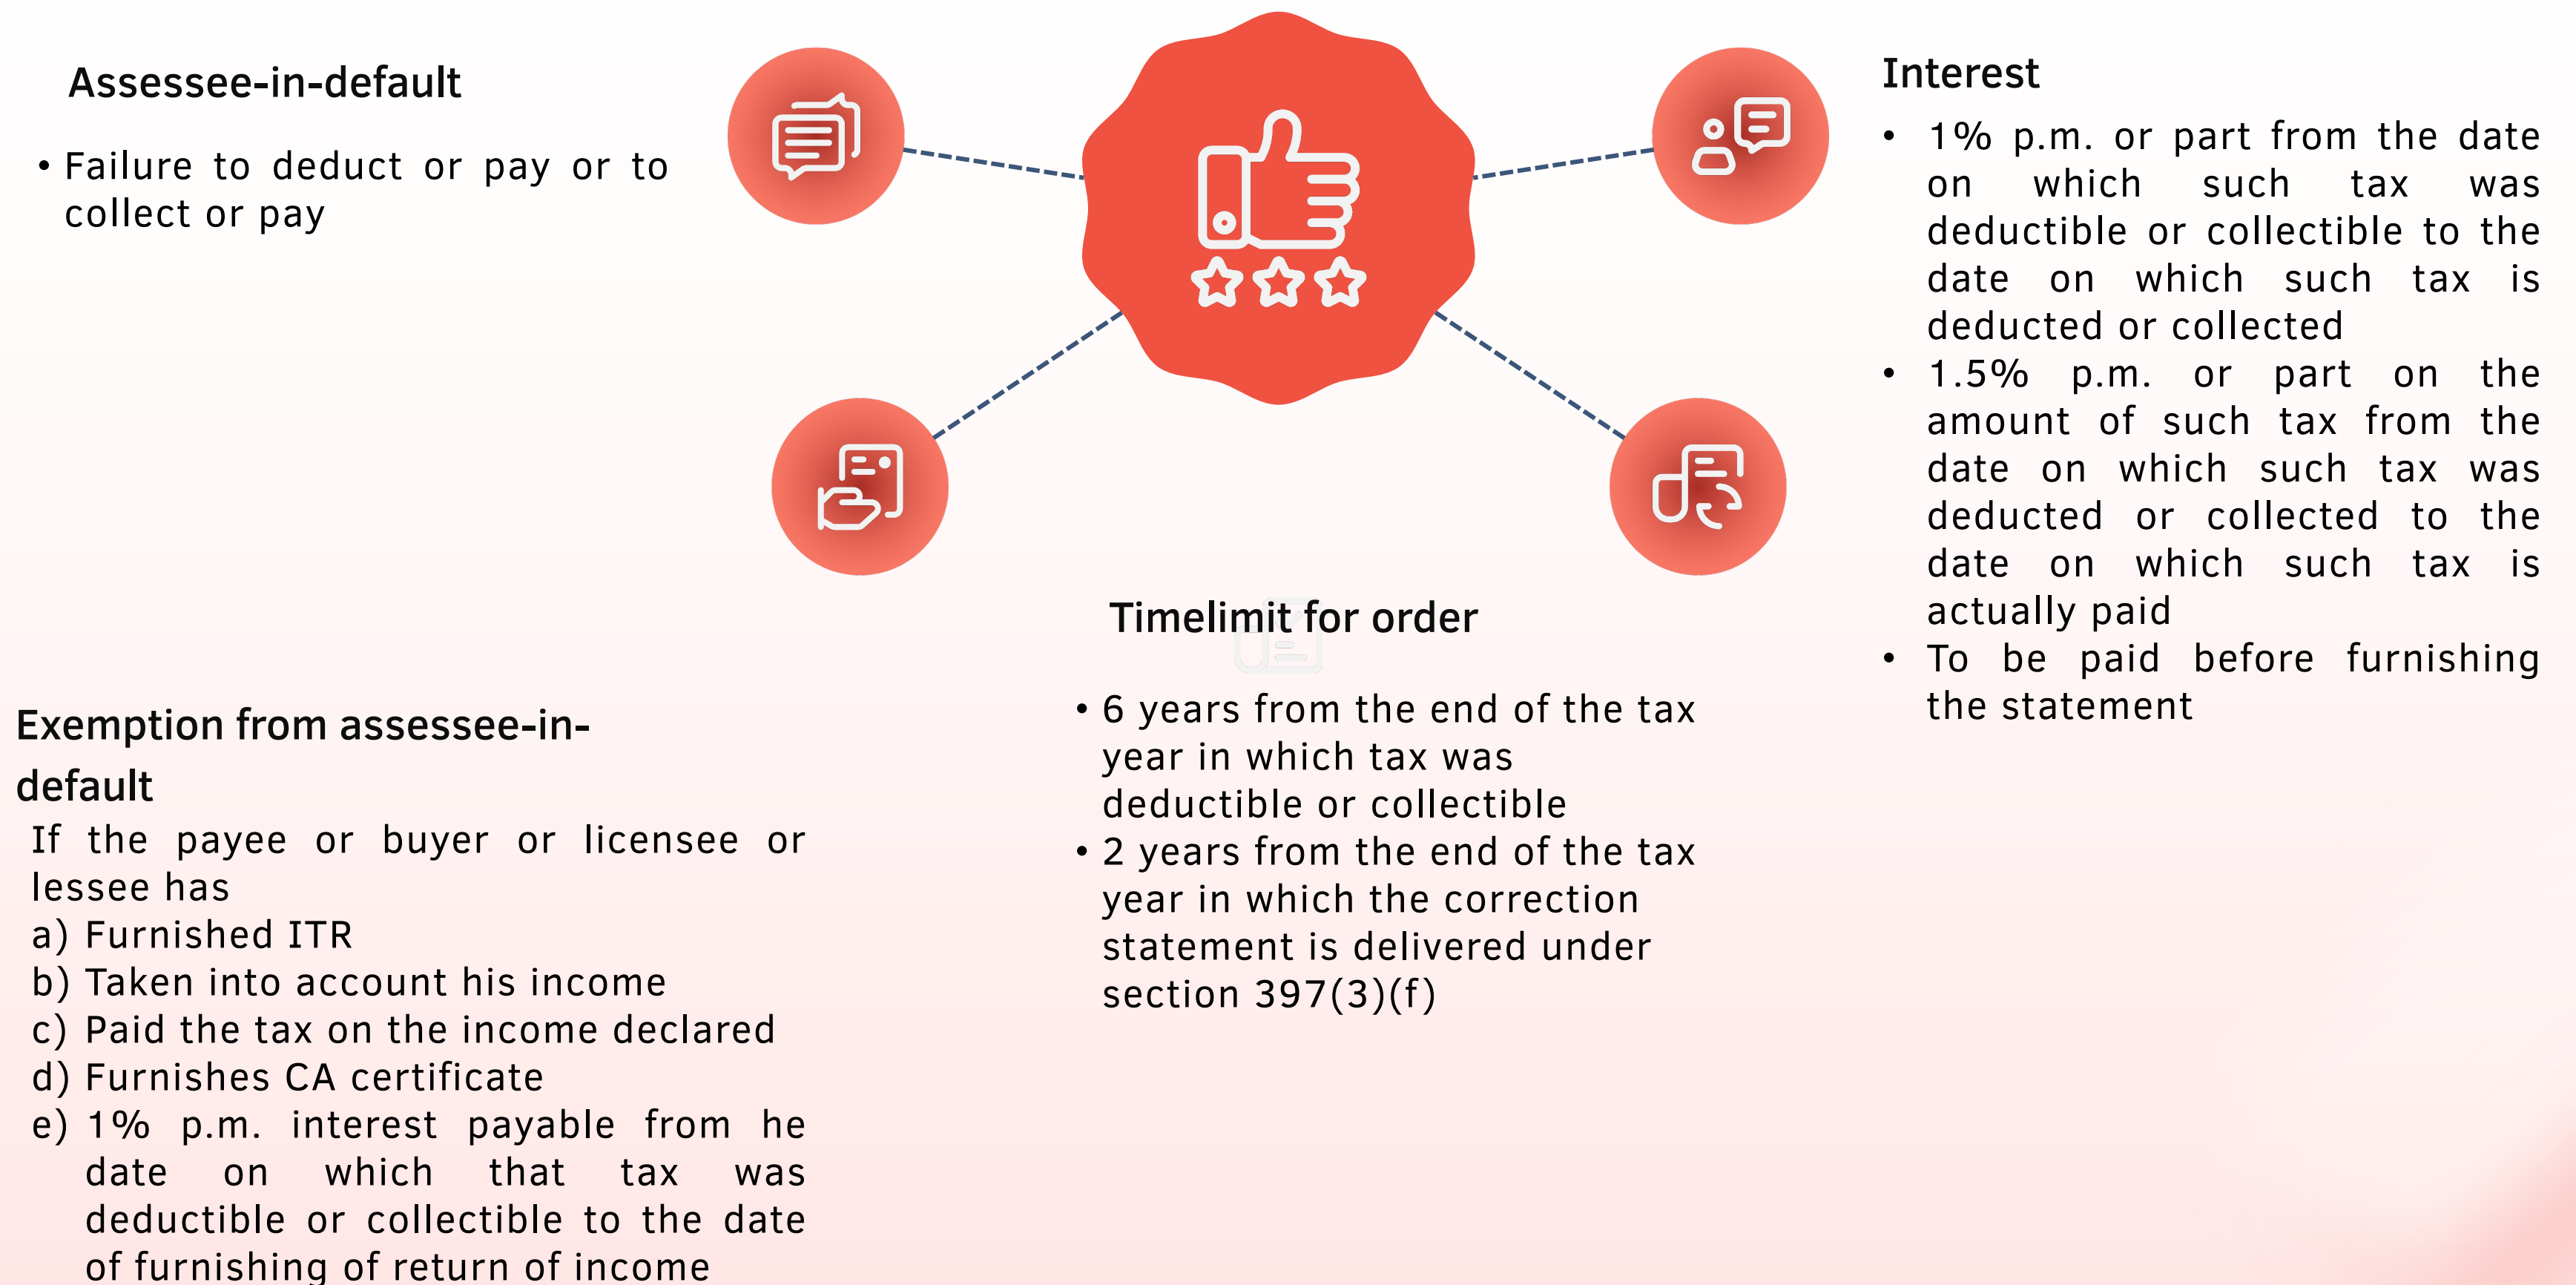 Assessee-in-default
• Failure to deduct or pay or to
collect or pay
Exemption from assessee-in-
default
If the payee or buyer or licensee or
lessee has
a) Furnished ITR
b) Taken into account his income
c) Paid the tax on the income declared
d) Furnishes CA certificate
e) 1% p.m. interest payable from he
date on which that tax was
deductible or collectible to the date
of furnishing of return of income
Timelimit for order
• 6 years from the end of the tax
year in which tax was
deductible or collectible
• 2 years from the end of the tax
year in which the correction
statement is delivered under
section 397(3)(f)
Interest
• 1% p.m. or part from the date
on which such tax was
deductible or collectible to the
date on which such tax is
deducted or collected
• 1.5% p.m. or part on the
amount of such tax from the
date on which such tax was
deducted or collected to the
date on which such tax is
actually paid
• To be paid before furnishing
the statement